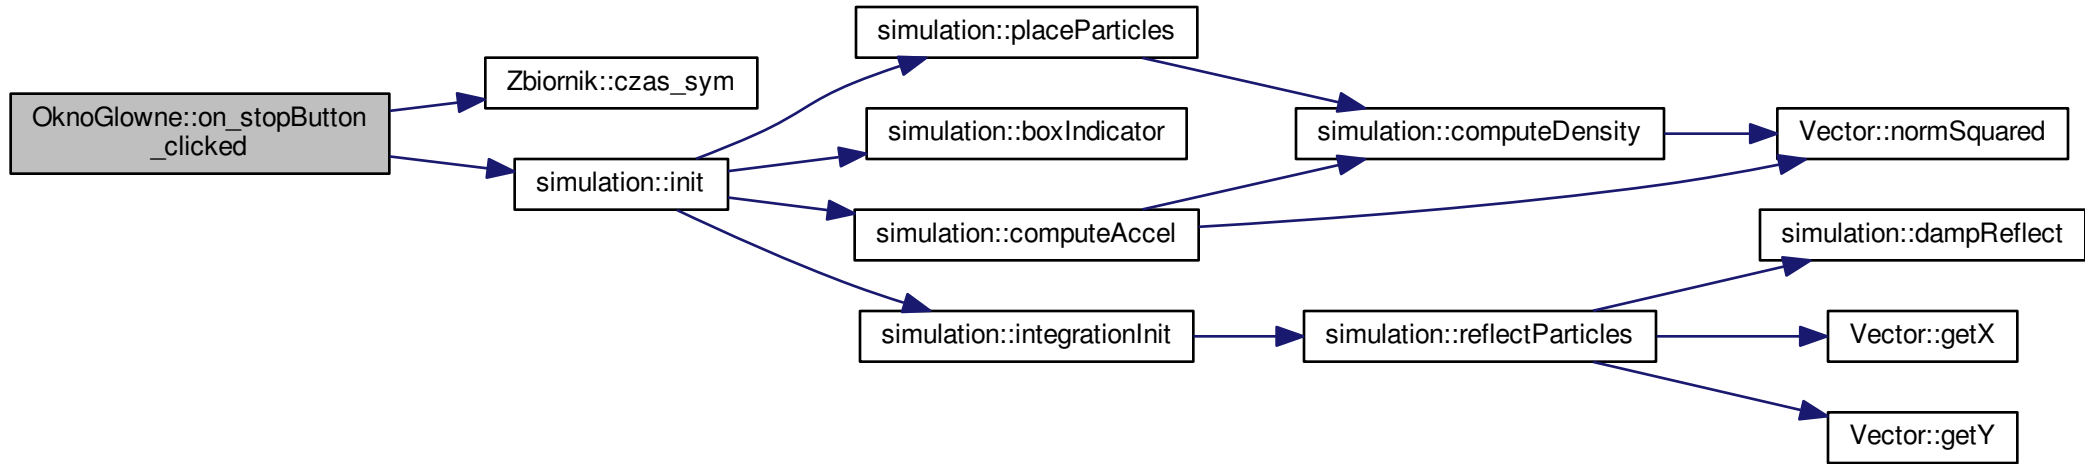 OknoGlowne::on_stopButton
_clicked
Zbiornik::czas_sym
simulation::init
simulation::placeParticles
simulation::boxIndicator
simulation::computeAccel
simulation::integrationInit
simulation::computeDensity
simulation::reflectParticles
Vector::normSquared
simulation::dampReflect
Vector::getX
Vector::getY